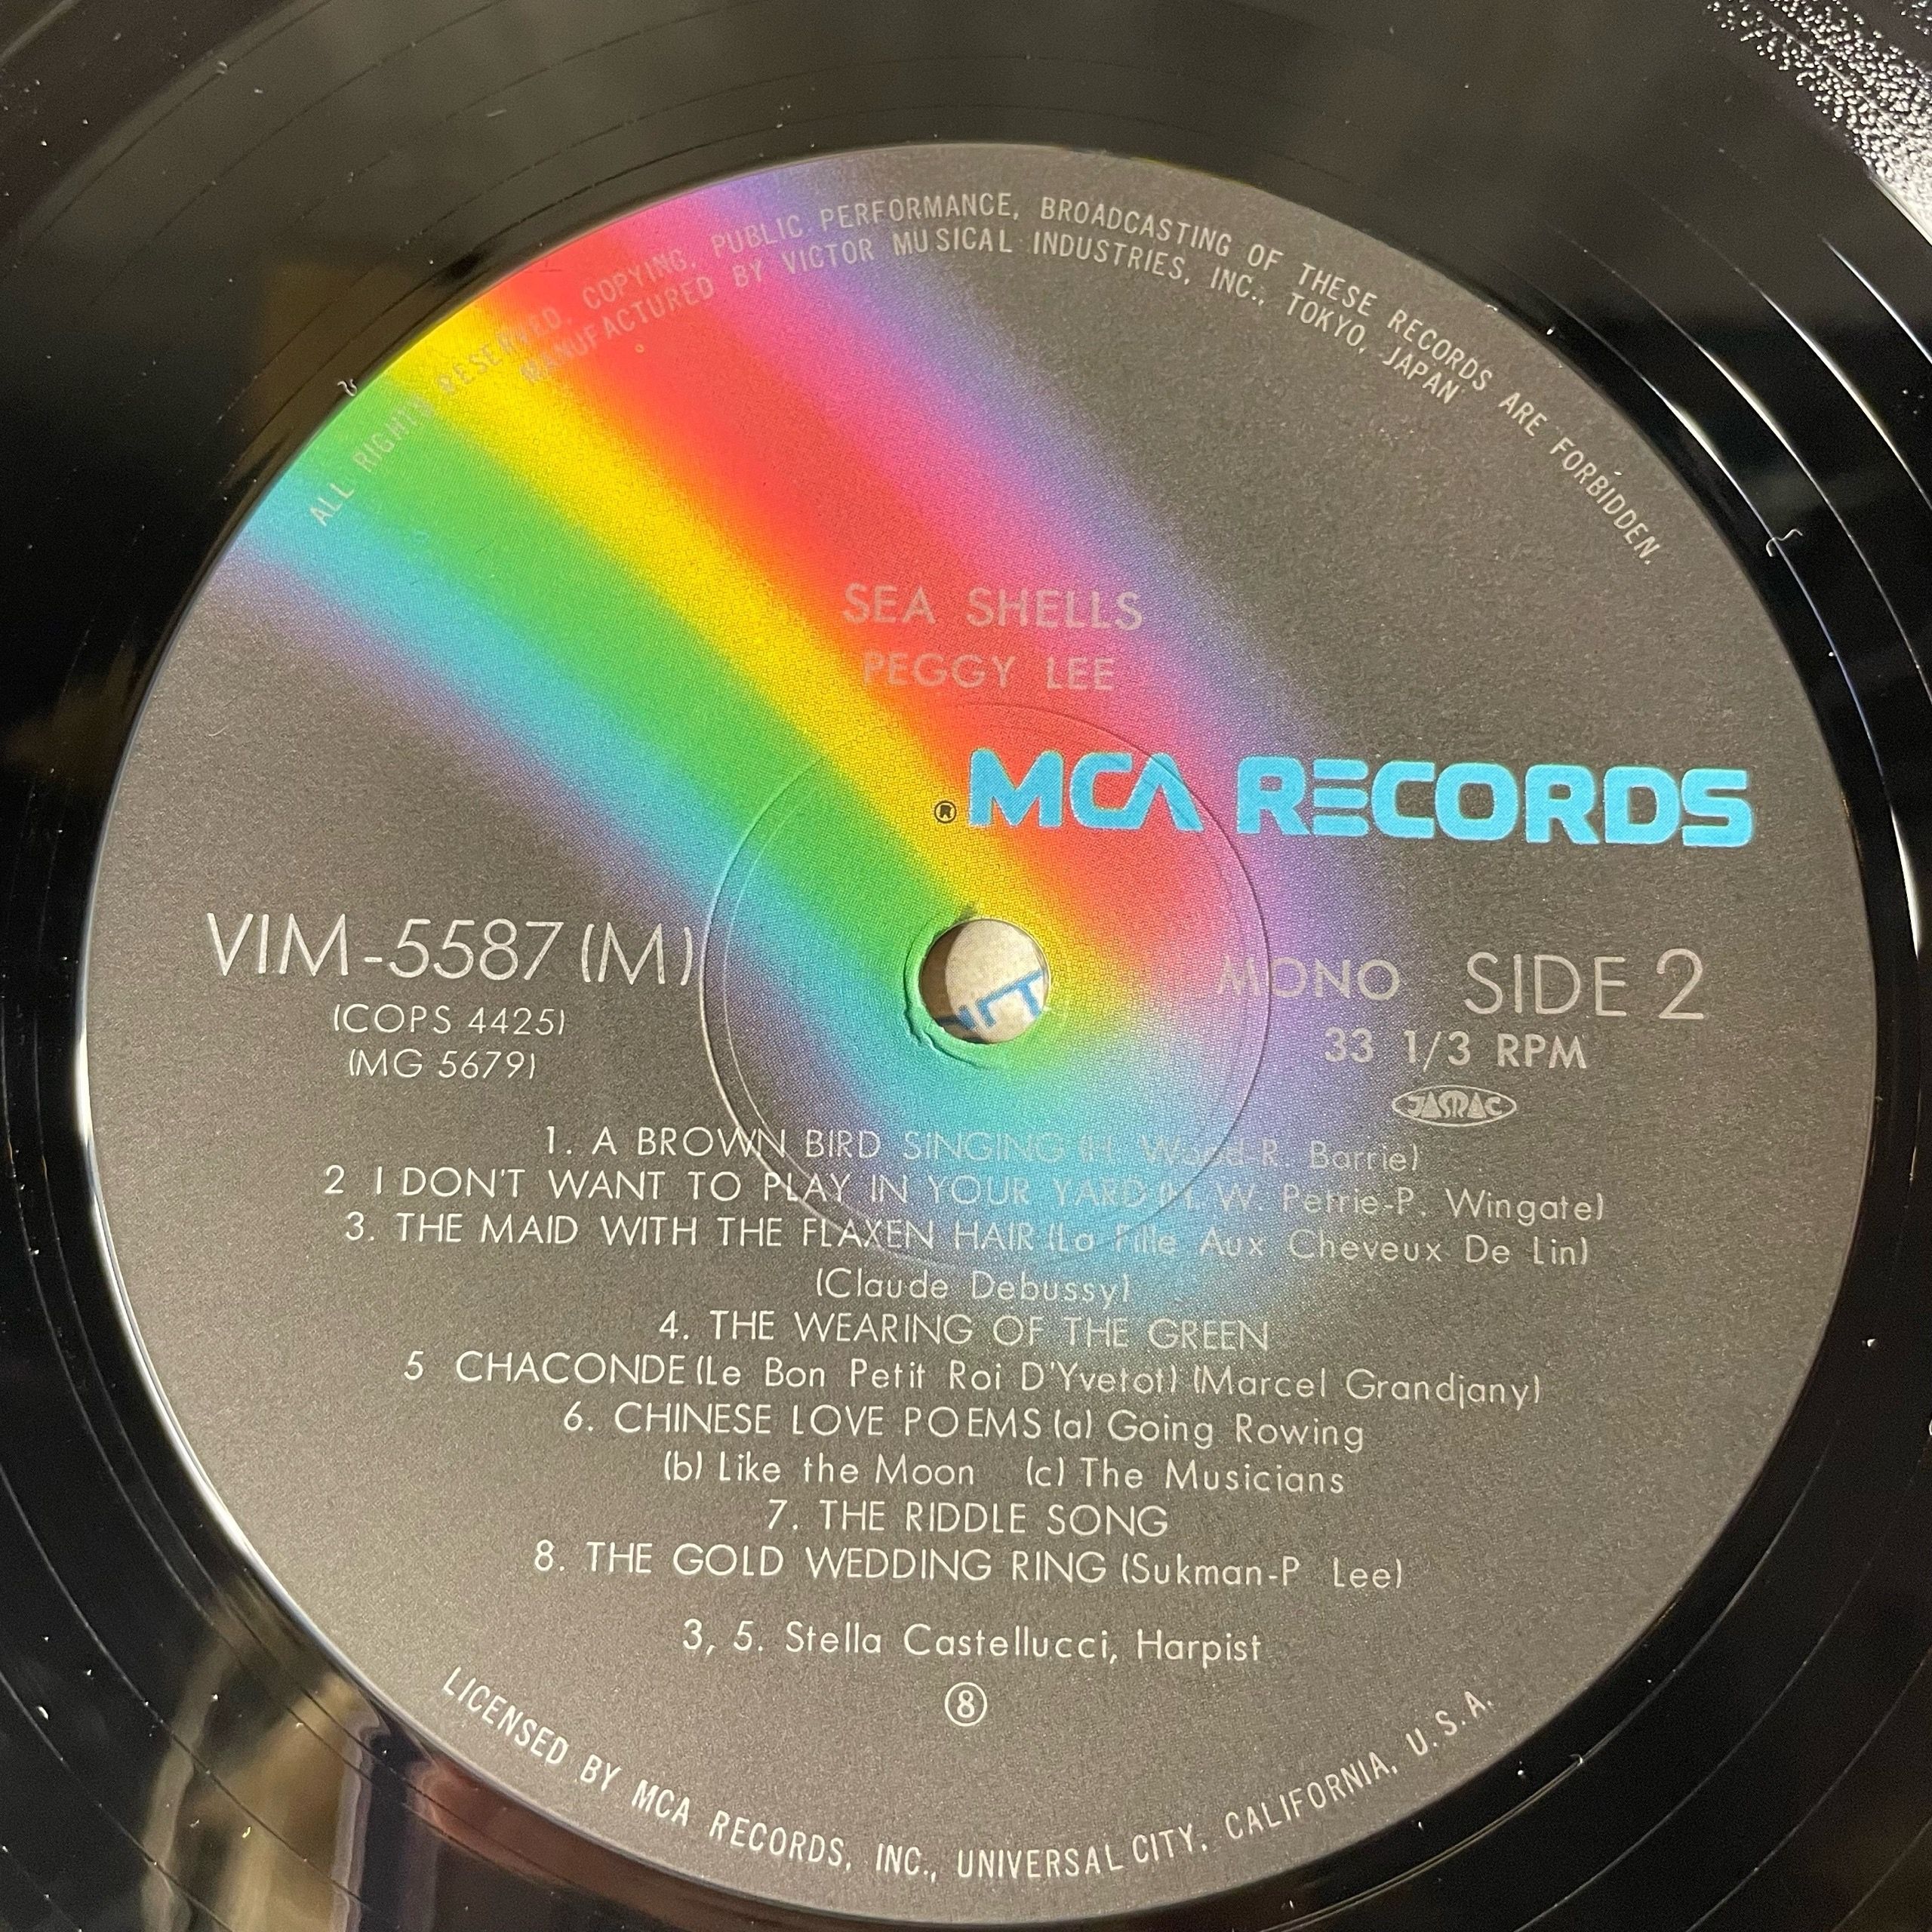 ALL RIGHTS RESERVED. COPYING, PUBLIC PERFORMANCE, BROADCASTING OF THESE RECORDS ARE FORBIDDEN.
MANUFACTURED BY VICTOR MUSICAL INDUSTRIES, INC., TOKYO, JAPAN
SEA SHELLS
PEGGY LEE
® MCA RECORDS
VIM-5587 (M)
(COPS 4425)
(MG 5679)
MONO SIDE 2
33 1/3 RPM
JASRAC
1. A BROWN BIRD SINGING (H. Wood-R. Barrie)
2 I DON'T WANT TO PLAY IN YOUR YARD (H. W. Petrie-P. Wingate)
3. THE MAID WITH THE FLAXEN HAIR (La Fille Aux Cheveux De Lin)
(Claude Debussy)
4. THE WEARING OF THE GREEN
5 CHACONDE (Le Bon Petit Roi D'Yvetot) (Marcel Grandjany)
6. CHINESE LOVE POEMS (a) Going Rowing
(b) Like the Moon (c) The Musicians
7. THE RIDDLE SONG
8. THE GOLD WEDDING RING (Sukman-P Lee)
3, 5. Stella Castellucci, Harpist
⑧
LICENSED BY MCA RECORDS, INC., UNIVERSAL CITY, CALIFORNIA, U.S.A.